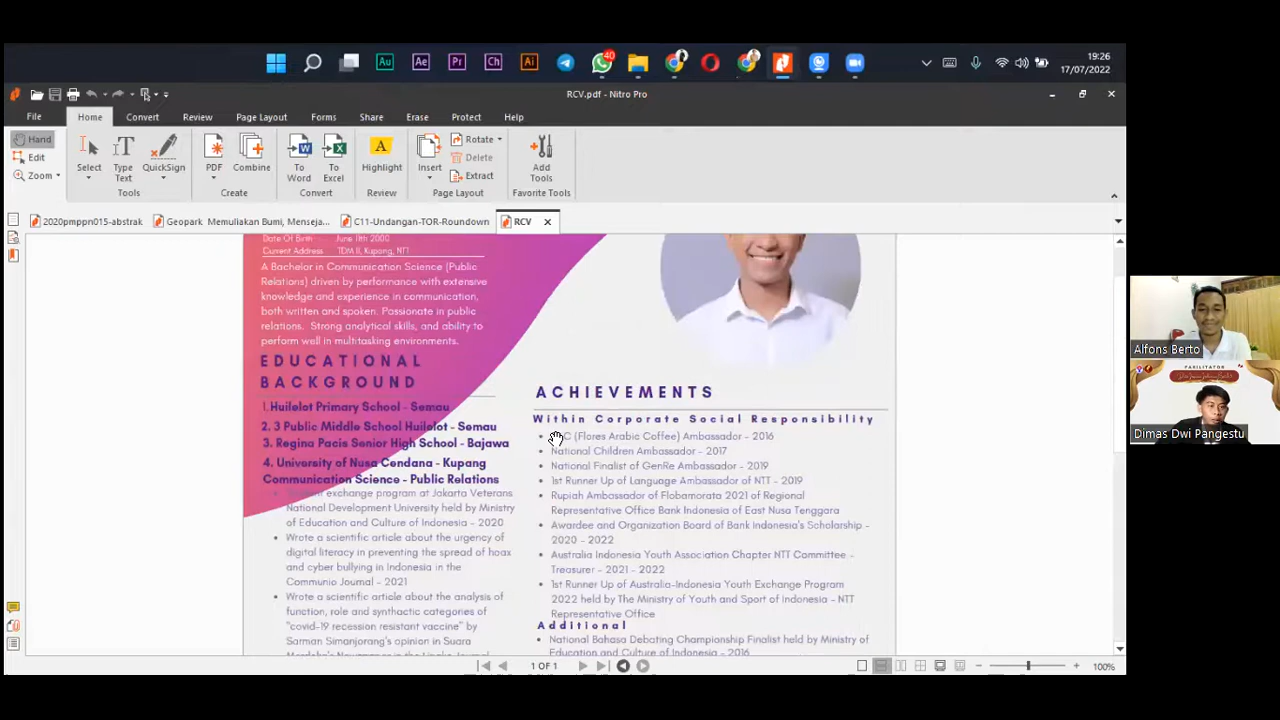 Au
Ae
Pr
Ch
Ai
40
19:26
17/07/2022
RCV.pdf - Nitro Pro
File
Home
Convert
Review
Page Layout
Forms
Share
Erase
Protect
Help
Hand
Edit
Zoom
Select
Type Text
QuickSign
PDF
Combine
To Word
To Excel
Highlight
Insert
Rotate
Delete
Extract
Add Tools
Tools
Create
Convert
Review
Page Layout
Favorite Tools
2020pmppn015-abstrak
Geopark Memuliakan Bumi, Menseja...
C11-Undangan-TOR-Roundown
RCV
Date Of Birth June 11th 2000
Current Address TDM II, Kupang, NTT
A Bachelor in Communication Science (Public
Relations) driven by performance with extensive
knowledge and experience in communication,
both written and spoken. Passionate in public
relations. Strong analytical skills, and ability to
perform well in multitasking environments.
EDUCATIONAL
BACKGROUND
1. Huilelot Primary School - Semau
2. 3 Public Middle School Huilelot - Semau
3. Regina Pacis Senior High School - Bajawa
4. University of Nusa Cendana - Kupang
Communication Science - Public Relations
exchange program at Jakarta Veterans
National Development University held by Ministry
of Education and Culture of Indonesia - 2020
Wrote a scientific article about the urgency of
digital literacy in preventing the spread of hoax
and cyber bullying in Indonesia in the
Communio Journal - 2021
Wrote a scientific article about the analysis of
function, role and synthactic categories of
"covid-19 recession resistant vaccine" by
Sarman Simanjorang's opinion in Suara
ACHIEVEMENTS
Within Corporate Social Responsibility
(Flores Arabic Coffee) Ambassador - 2016
National Children Ambassador - 2017
National Finalist of GenRe Ambassador - 2019
1st Runner Up of Language Ambassador of NTT - 2019
Rupiah Ambassador of Flobamorata 2021 of Regional
Representative Office Bank Indonesia of East Nusa Tenggara
Awardee and Organization Board of Bank Indonesia's Scholarship -
2020 - 2022
Australia Indonesia Youth Association Chapter NTT Committee -
Treasurer - 2021 - 2022
1st Runner Up of Australia-Indonesia Youth Exchange Program
2022 held by The Ministry of Youth and Sport of Indonesia - NTT
Representative Office
Additional
National Bahasa Debating Championship Finalist held by Ministry of
Education and Culture of Indonesia - 2016
1 OF 1
100%
Alfons Berto
FASILITATOR
Dimas Dwi Pangestu